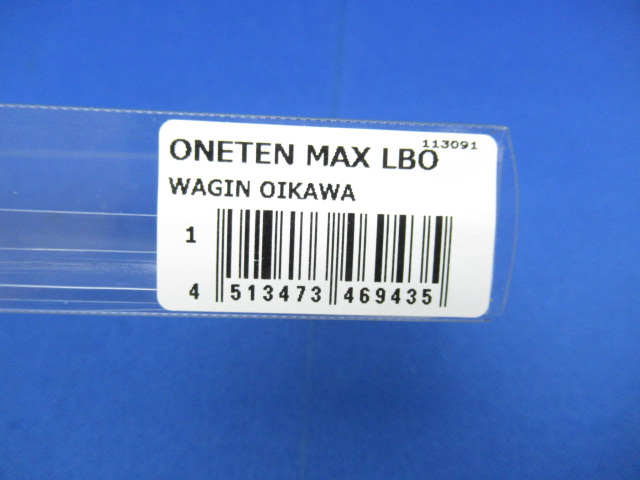 113091
ONETEN MAX LBO
WAGIN OIKAWA
1
4 513473 469435